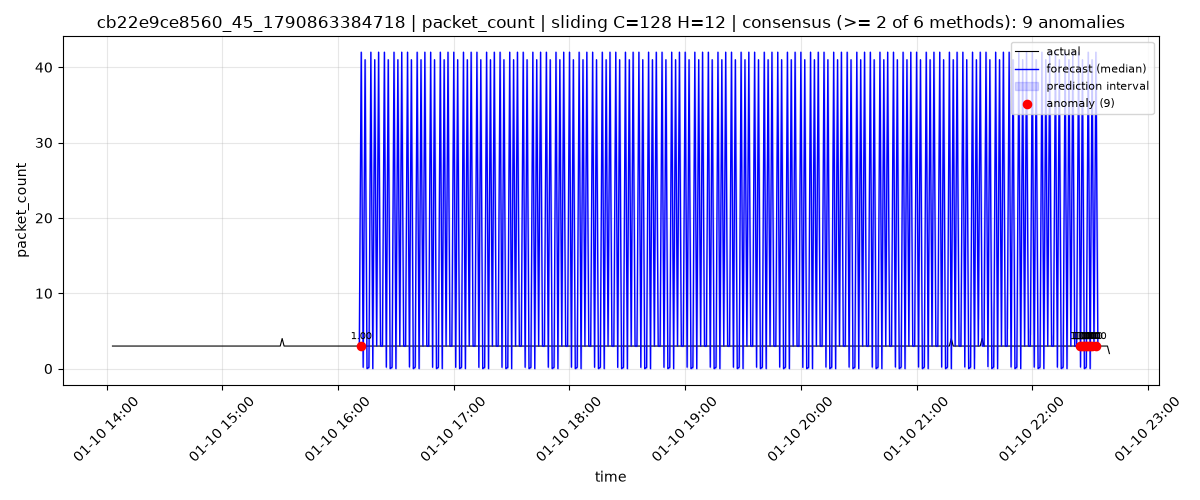 cb22e9ce8560_45_1790863384718 | packet_count | sliding C=128 H=12 | consensus (>= 2 of 6 methods): 9 anomalies
actual
forecast (median)
prediction interval
anomaly (9)
packet_count
40
30
20
10
0
1.00
01-10 14:00
01-10 15:00
01-10 16:00
01-10 17:00
01-10 18:00
01-10 19:00
01-10 20:00
01-10 21:00
01-10 22:00
01-10 23:00
time